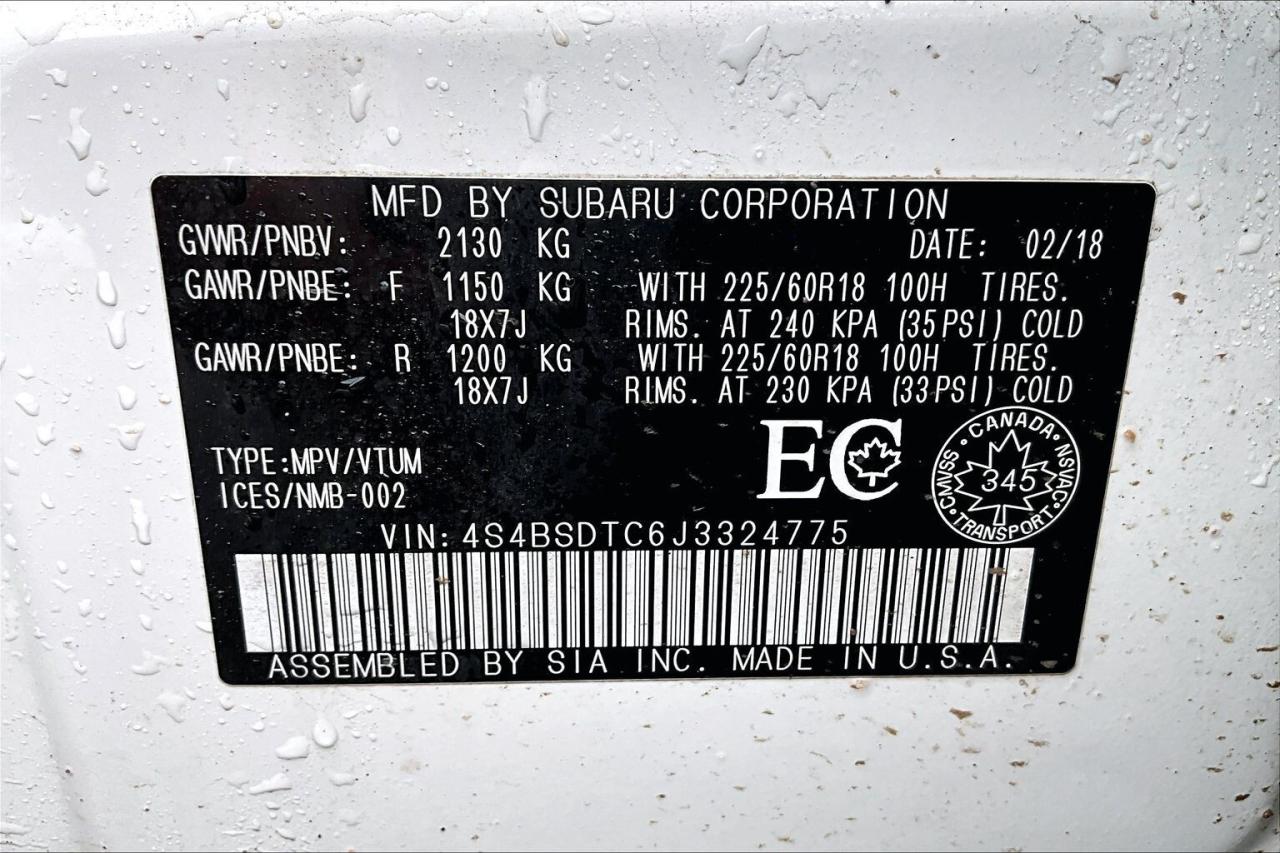 MFD BY SUBARU CORPORATION
GVWR/PNBV: 2130 KG DATE: 02/18
GAWR/PNBE: F 1150 KG WITH 225/60R18 100H TIRES.
18X7J RIMS. AT 240 KPA (35PSI) COLD
GAWR/PNBE: R 1200 KG WITH 225/60R18 100H TIRES.
18X7J RIMS. AT 230 KPA (33PSI) COLD
TYPE:MPV/VTUM
ICES/NMB-002
EC
CANADA
CMVSS NSVAC
345
TRANSPORT
VIN:4S4BSDTC6J3324775
ASSEMBLED BY SIA INC. MADE IN U.S.A.